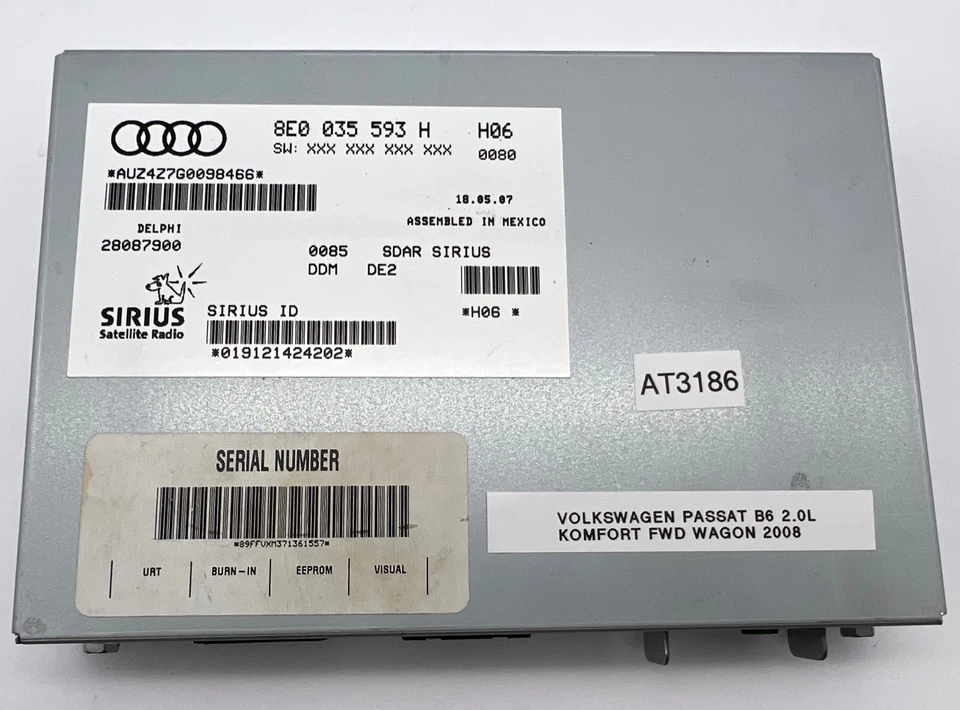 8E0 035 593 H H06
SW: XXX XXX XXX XXX 0080
*AUZ4Z7G0098466*
18.05.07
ASSEMBLED IN MEXICO
DELPHI
28087900
0085 SDAR SIRIUS
DDM DE2
*H06 *
SIRIUS
Satellite Radio
SIRIUS ID
*019121424202*
AT3186
SERIAL NUMBER
*89FFVXM371361557*
URT BURN-IN EEPROM VISUAL
VOLKSWAGEN PASSAT B6 2.0L
KOMFORT FWD WAGON 2008